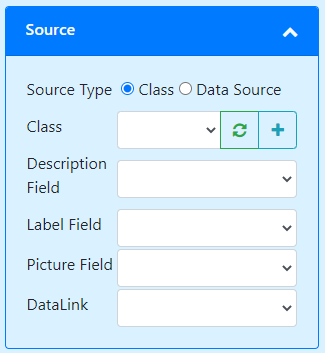 Source
Source Type Class Data Source
Class
Description
Field
Label Field
Picture Field
DataLink